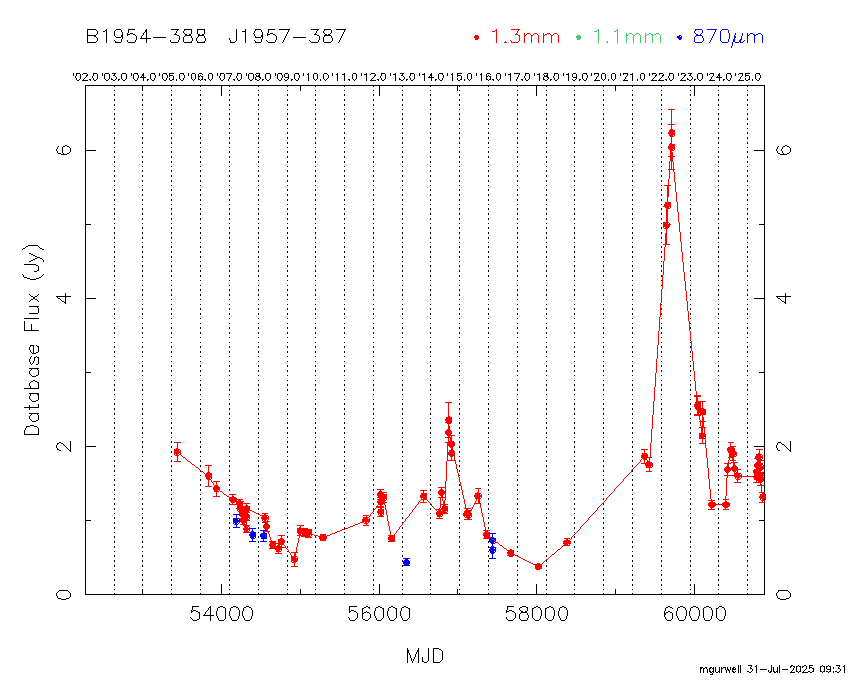 B1954-388 J1957-387 1.3mm 1.1mm 870μm
'02.0 '03.0 '04.0 '05.0 '06.0 '07.0 '08.0 '09.0 '10.0 '11.0 '12.0 '13.0 '14.0 '15.0 '16.0 '17.0 '18.0 '19.0 '20.0 '21.0 '22.0 '23.0 '24.0 '25.0
6 6
4 4
Database Flux (Jy)
2 2
0 0
54000 56000 58000 60000
MJD
mgurwell 31-Jul-2025 09:31